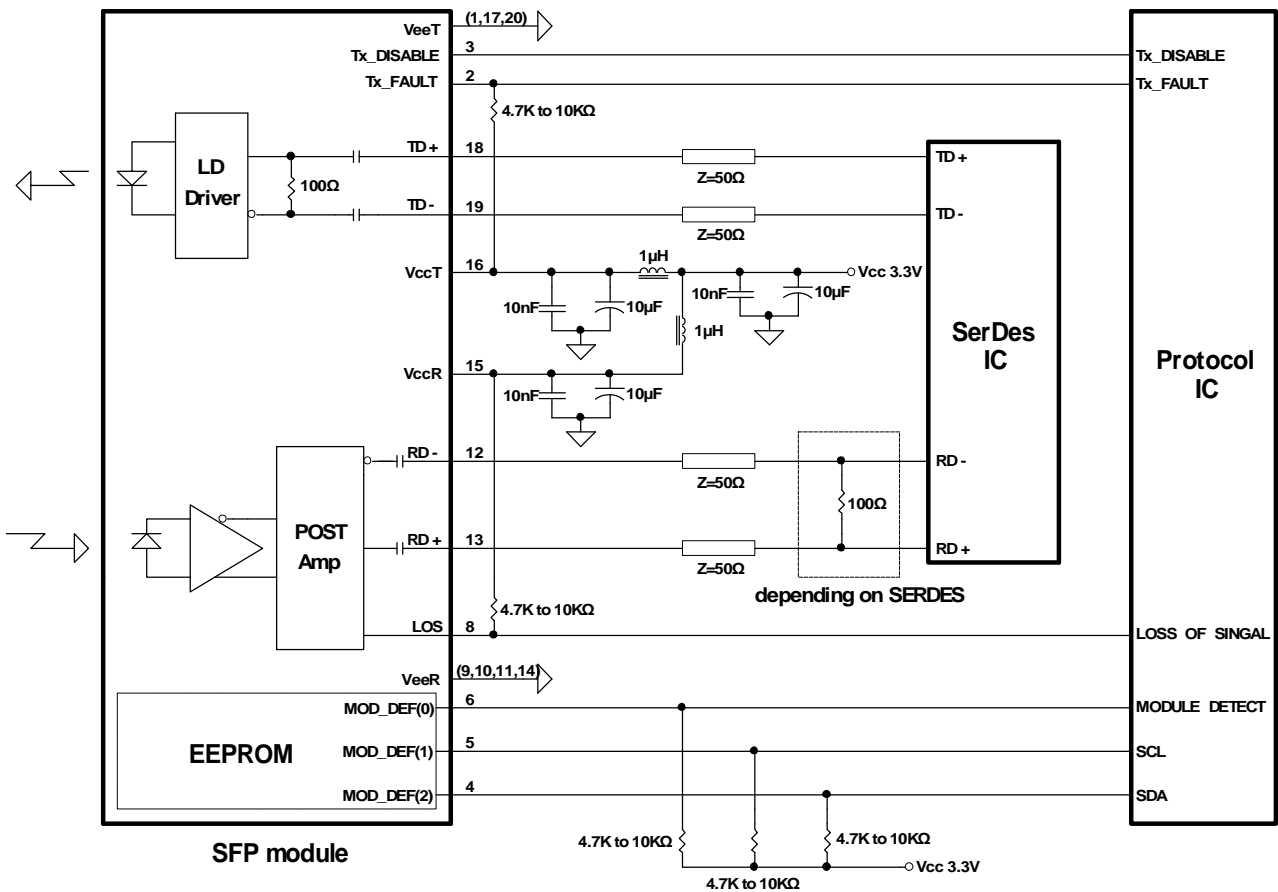 VeeT (1,17,20)
Tx_DISABLE 3 Tx_DISABLE
Tx_FAULT 2 Tx_FAULT
4.7K to 10KΩ
LD
Driver
100Ω
TD+ 18 TD+
Z=50Ω
TD- 19 TD-
Z=50Ω
1μH
VccT 16 Vcc 3.3V
10nF 10μF 10nF 10μF
1μH
SerDes
IC
Protocol
IC
VccR 15
10nF 10μF
RD- 12 RD-
Z=50Ω
100Ω
POST
Amp
RD+ 13 RD+
Z=50Ω
depending on SERDES
4.7K to 10KΩ
LOS 8 LOSS OF SINGAL
VeeR (9,10,11,14)
MOD_DEF(0) 6 MODULE DETECT
EEPROM
MOD_DEF(1) 5 SCL
MOD_DEF(2) 4 SDA
4.7K to 10KΩ 4.7K to 10KΩ
SFP module
Vcc 3.3V
4.7K to 10KΩ